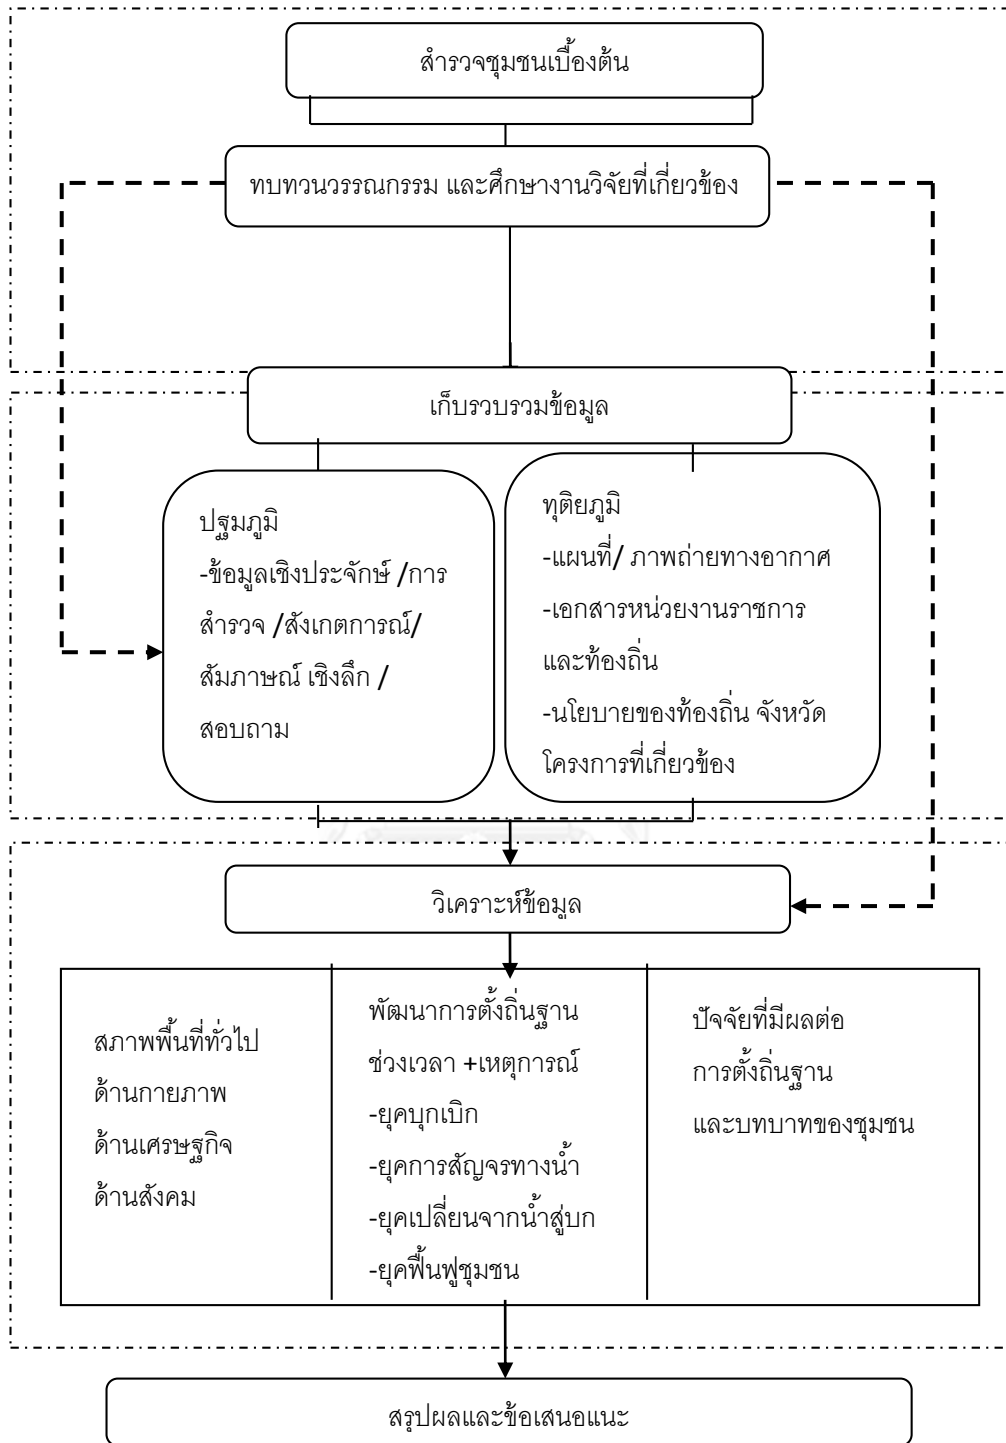 สำรวจชุมชนเบื้องต้น
ทบทวนวรรณกรรม และศึกษางานวิจัยที่เกี่ยวข้อง
เก็บรวบรวมข้อมูล
ปฐมภูมิ
-ข้อมูลเชิงประจักษ์ /การ
สำรวจ /สังเกตการณ์/
สัมภาษณ์ เชิงลึก /
สอบถาม
ทุติยภูมิ
-แผนที่/ ภาพถ่ายทางอากาศ
-เอกสารหน่วยงานราชการ
และท้องถิ่น
-นโยบายของท้องถิ่น จังหวัด
โครงการที่เกี่ยวข้อง
วิเคราะห์ข้อมูล
สภาพพื้นที่ทั่วไป
ด้านกายภาพ
ด้านเศรษฐกิจ
ด้านสังคม
พัฒนาการตั้งถิ่นฐาน
ช่วงเวลา +เหตุการณ์
-ยุคบุกเบิก
-ยุคการสัญจรทางน้ำ
-ยุคเปลี่ยนจากน้ำสู่บก
-ยุคฟื้นฟูชุมชน
ปัจจัยที่มีผลต่อ
การตั้งถิ่นฐาน
และบทบาทของชุมชน
สรุปผลและข้อเสนอแนะ